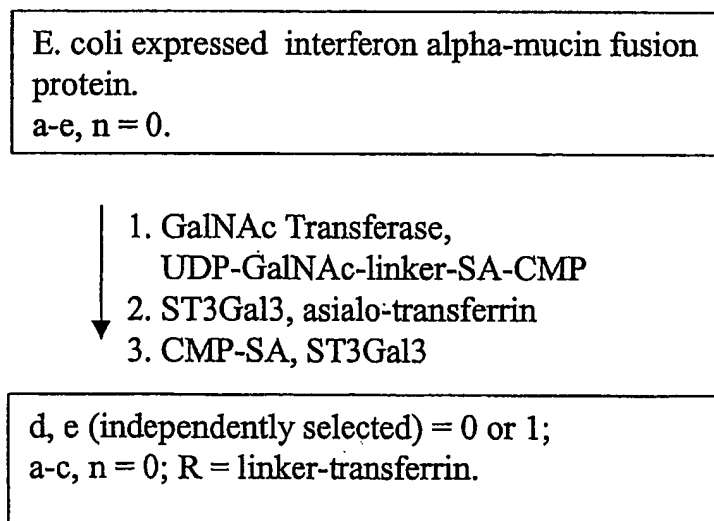 E. coli expressed interferon alpha-mucin fusion
protein.
a-e, n = 0.
1. GalNAc Transferase,
UDP-GalNAc-linker-SA-CMP
2. ST3Gal3, asialo-transferrin
3. CMP-SA, ST3Gal3
d, e (independently selected) = 0 or 1;
a-c, n = 0; R = linker-transferrin.